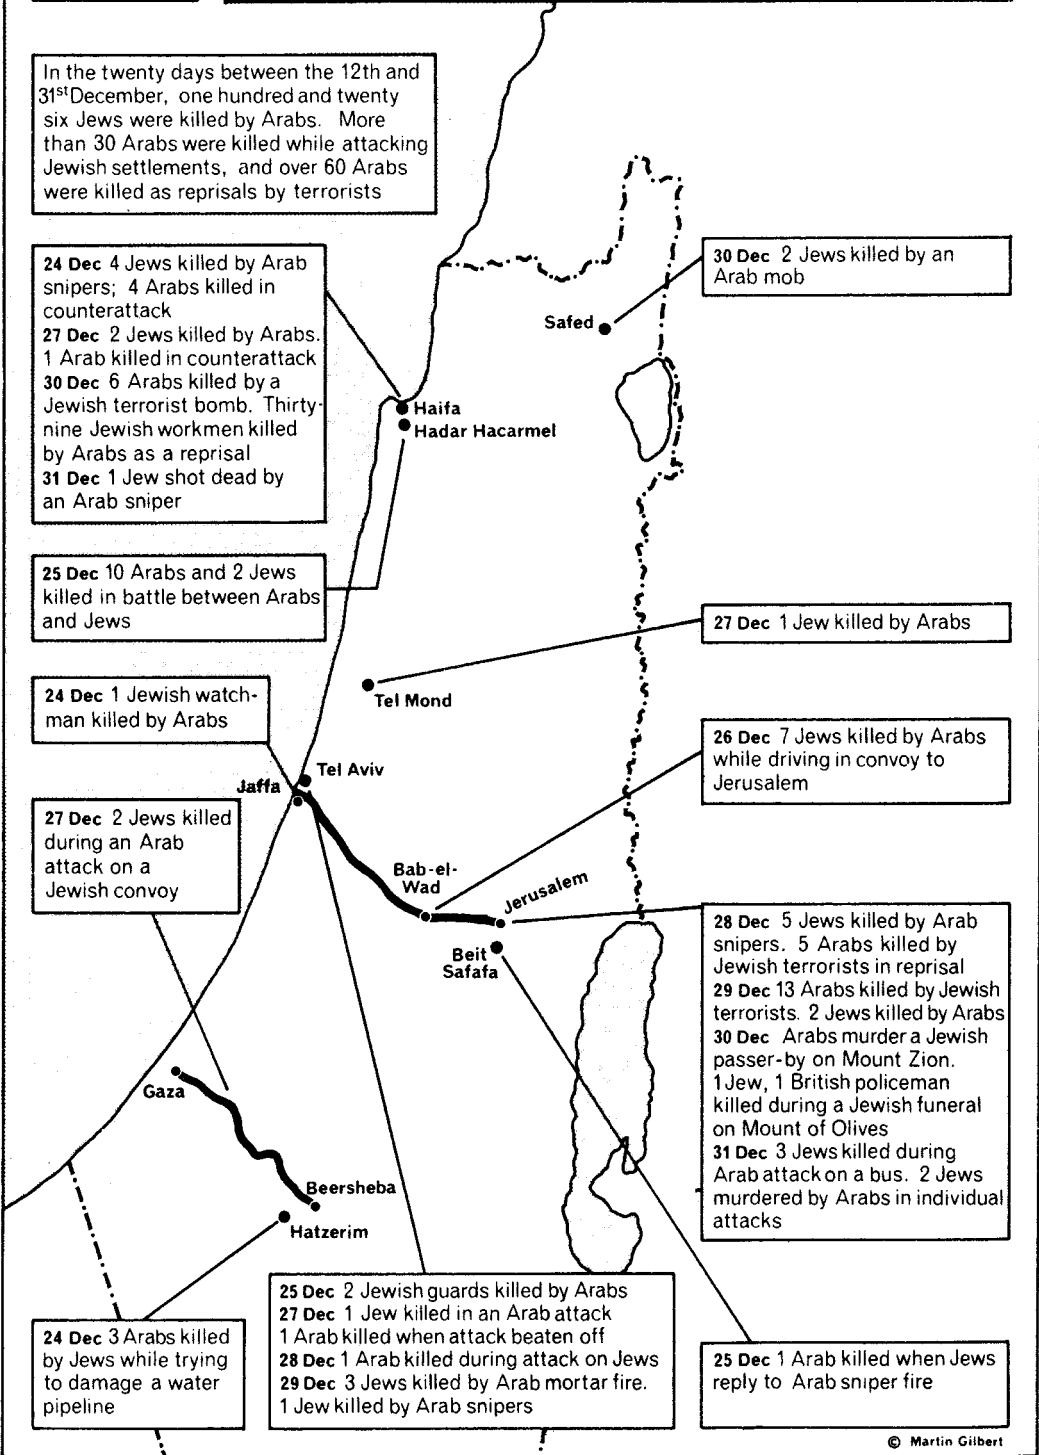 In the twenty days between the 12th and
31st December, one hundred and twenty
six Jews were killed by Arabs. More
than 30 Arabs were killed while attacking
Jewish settlements, and over 60 Arabs
were killed as reprisals by terrorists
24 Dec 4 Jews killed by Arab
snipers; 4 Arabs killed in
counterattack
27 Dec 2 Jews killed by Arabs.
1 Arab killed in counterattack
30 Dec 6 Arabs killed by a
Jewish terrorist bomb. Thirty-
nine Jewish workmen killed
by Arabs as a reprisal
31 Dec 1 Jew shot dead by
an Arab sniper
30 Dec 2 Jews killed by an
Arab mob
Safed
Haifa
Hadar Hacarmel
25 Dec 10 Arabs and 2 Jews
killed in battle between Arabs
and Jews
27 Dec 1 Jew killed by Arabs
Tel Mond
24 Dec 1 Jewish watch-
man killed by Arabs
26 Dec 7 Jews killed by Arabs
while driving in convoy to
Jerusalem
Tel Aviv
Jaffa
27 Dec 2 Jews killed
during an Arab
attack on a
Jewish convoy
Bab-el-
Wad
Jerusalem
Beit
Safafa
28 Dec 5 Jews killed by Arab
snipers. 5 Arabs killed by
Jewish terrorists in reprisal
29 Dec 13 Arabs killed by Jewish
terrorists. 2 Jews killed by Arabs
30 Dec Arabs murder a Jewish
passer-by on Mount Zion.
1 Jew, 1 British policeman
killed during a Jewish funeral
on Mount of Olives
31 Dec 3 Jews killed during
Arab attack on a bus. 2 Jews
murdered by Arabs in individual
attacks
Gaza
Beersheba
Hatzerim
25 Dec 2 Jewish guards killed by Arabs
27 Dec 1 Jew killed in an Arab attack
1 Arab killed when attack beaten off
28 Dec 1 Arab killed during attack on Jews
29 Dec 3 Jews killed by Arab mortar fire.
1 Jew killed by Arab snipers
24 Dec 3 Arabs killed
by Jews while trying
to damage a water
pipeline
25 Dec 1 Arab killed when Jews
reply to Arab sniper fire
© Martin Gilbert